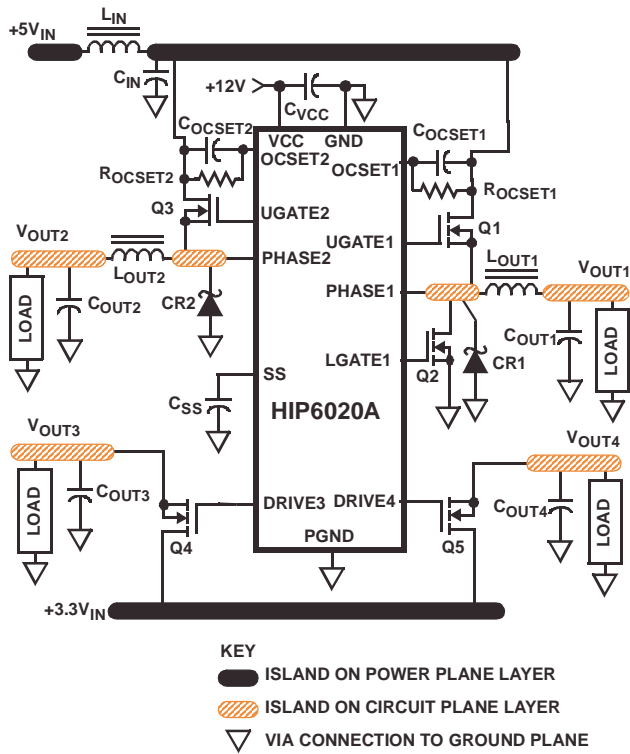 +5VIN
LIN
CIN
+12V
CVCC
COCSET2
VCC
GND
COCSET1
OCSET2
OCSET1
ROCSET2
ROCSET1
Q3
UGATE2
Q1
UGATE1
VOUT2
LOUT2
PHASE2
PHASE1
LOUT1
VOUT1
LOAD
COUT2
CR2
LGATE1
Q2
CR1
COUT1
LOAD
SS
CSS
HIP6020A
VOUT3
VOUT4
LOAD
COUT3
Q4
DRIVE3
DRIVE4
Q5
COUT4
LOAD
PGND
+3.3VIN
KEY
ISLAND ON POWER PLANE LAYER
ISLAND ON CIRCUIT PLANE LAYER
VIA CONNECTION TO GROUND PLANE